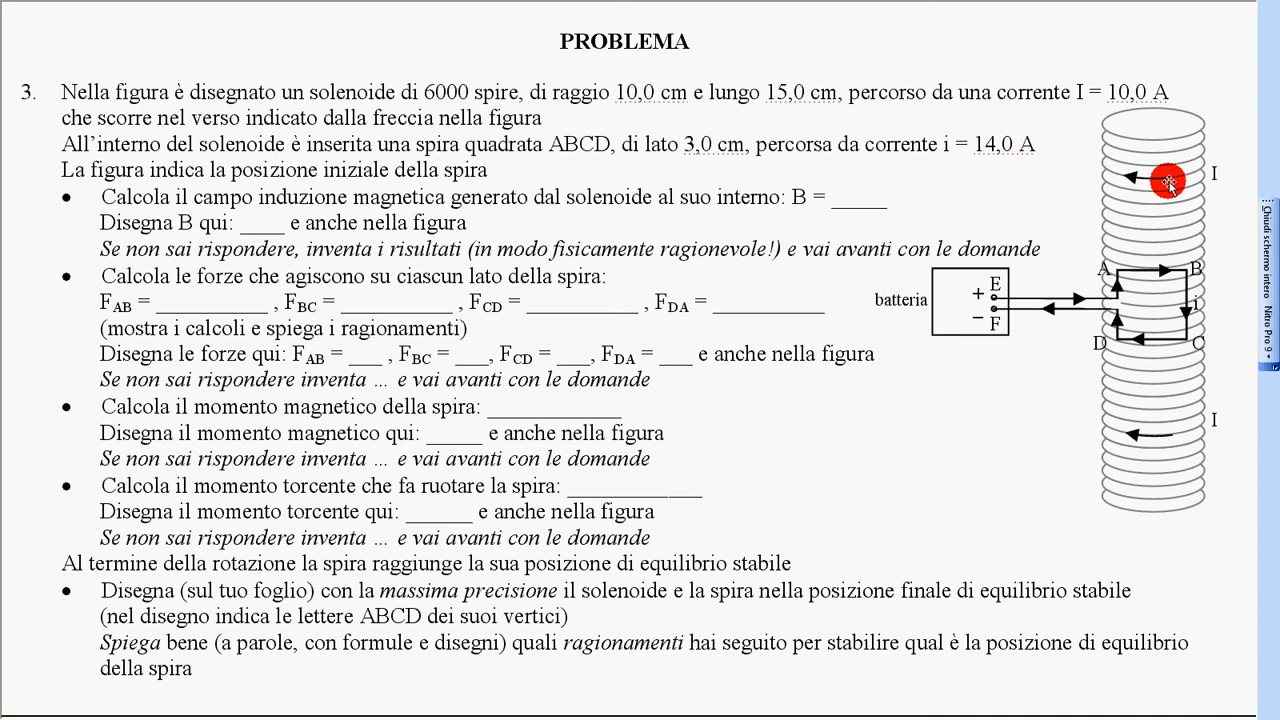 PROBLEMA
3. Nella figura è disegnato un solenoide di 6000 spire, di raggio 10,0 cm e lungo 15,0 cm, percorso da una corrente I = 10,0 A
che scorre nel verso indicato dalla freccia nella figura
All'interno del solenoide è inserita una spira quadrata ABCD, di lato 3,0 cm, percorsa da corrente i = 14,0 A
La figura indica la posizione iniziale della spira
• Calcola il campo induzione magnetica generato dal solenoide al suo interno: B = _____
Disegna B qui: ____ e anche nella figura
Se non sai rispondere, inventa i risultati (in modo fisicamente ragionevole!) e vai avanti con le domande
• Calcola le forze che agiscono su ciascun lato della spira:
FAB = __________ , FBC = __________ , FCD = __________ , FDA = __________
(mostra i calcoli e spiega i ragionamenti)
Disegna le forze qui: FAB = ___ , FBC = ___, FCD = ___, FDA = ___ e anche nella figura
Se non sai rispondere inventa ... e vai avanti con le domande
• Calcola il momento magnetico della spira: ____________
Disegna il momento magnetico qui: _____ e anche nella figura
Se non sai rispondere inventa ... e vai avanti con le domande
• Calcola il momento torcente che fa ruotare la spira: ____________
Disegna il momento torcente qui: ______ e anche nella figura
Se non sai rispondere inventa ... e vai avanti con le domande
Al termine della rotazione la spira raggiunge la sua posizione di equilibrio stabile
• Disegna (sul tuo foglio) con la massima precisione il solenoide e la spira nella posizione finale di equilibrio stabile
(nel disegno indica le lettere ABCD dei suoi vertici)
Spiega bene (a parole, con formule e disegni) quali ragionamenti hai seguito per stabilire qual è la posizione di equilibrio
della spira
I
A
B
batteria
+ E
− F
i
D
C
I
Chiudi schermo intero
Nitro Pro 9